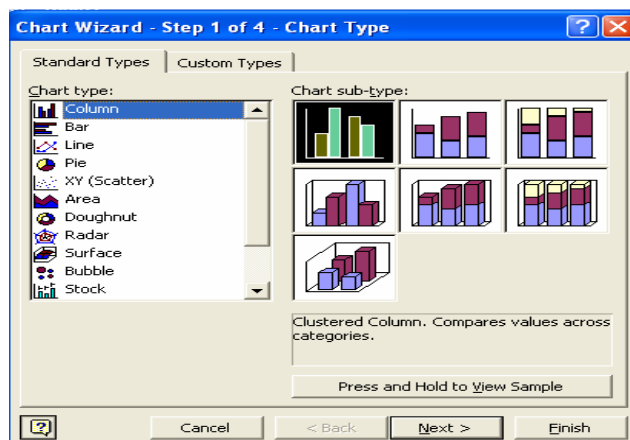 Chart Wizard - Step 1 of 4 - Chart Type
Standard Types
Custom Types
Chart type:
Column
Bar
Line
Pie
XY (Scatter)
Area
Doughnut
Radar
Surface
Bubble
Stock
Chart sub-type:
Clustered Column. Compares values across
categories.
Press and Hold to View Sample
Cancel
< Back
Next >
Finish